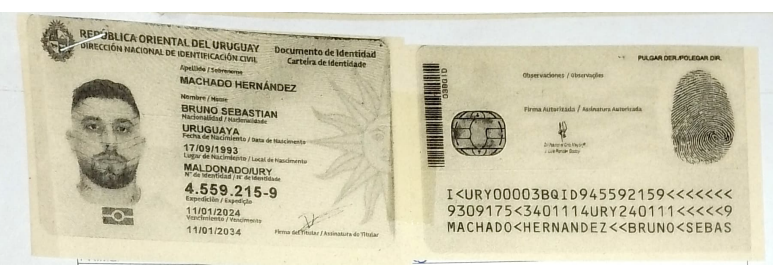 REPÚBLICA ORIENTAL DEL URUGUAY
DIRECCIÓN NACIONAL DE IDENTIFICACIÓN CIVIL
Documento de Identidad
Carteira de Identidade
Apellido / Sobrenome
MACHADO HERNÁNDEZ
Nombre / Nome
BRUNO SEBASTIAN
Nacionalidad / Nacionalidade
URUGUAYA
Fecha de Nacimiento / Data de Nascimento
17/09/1993
Lugar de Nacimiento / Local de Nascimento
MALDONADO/URY
N° de Identidad / N° de Identidade
4.559.215-9
Expedición / Expedição
11/01/2024
Vencimiento / Vencimento
11/01/2034
Firma del Titular / Assinatura do Titular
PULGAR DER./POLEGAR DIR.
Observaciones / Observações
Firma Autorizada / Assinatura Autorizada
I<URY00003BQID945592159<<<<<<<
9309175<3401114URY240111<<<<<9
MACHADO<HERNANDEZ<<BRUNO<SEBAS